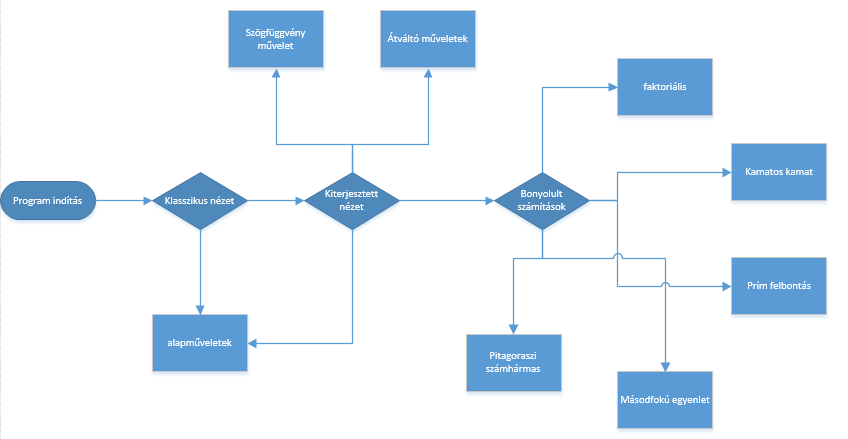 Szögfüggvény
művelet
Átváltó műveletek
faktoriális
Kamatos kamat
Program indítás
Klasszikus nézet
Kiterjesztett
nézet
Bonyolult
számítások
Prím felbontás
alapműveletek
Pitagoraszi
számhármas
Másodfokú egyenlet